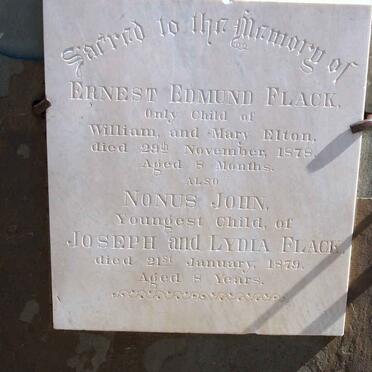 Sacred to the Memory of
ERNEST EDMUND FLACK,
Only Child of
William, and Mary Elton,
died 29th November, 1878,
Aged 8 Months.
ALSO
NONUS JOHN,
Youngest Child, of
JOSEPH and LYDIA FLACK,
died 21st January, 1879,
Aged 8 Years.